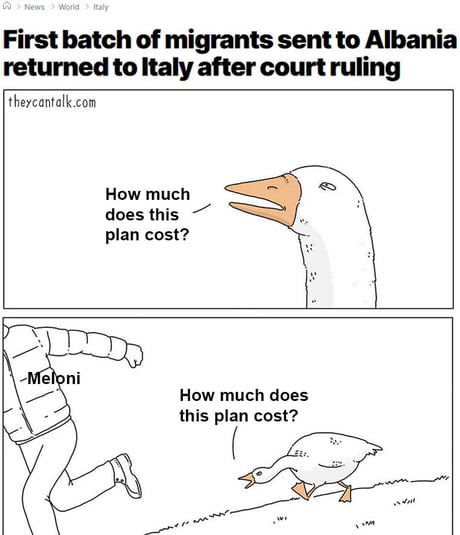 News > World > Italy
First batch of migrants sent to Albania
returned to Italy after court ruling
theycantalk.com
How much
does this
plan cost?
Meloni
How much does
this plan cost?